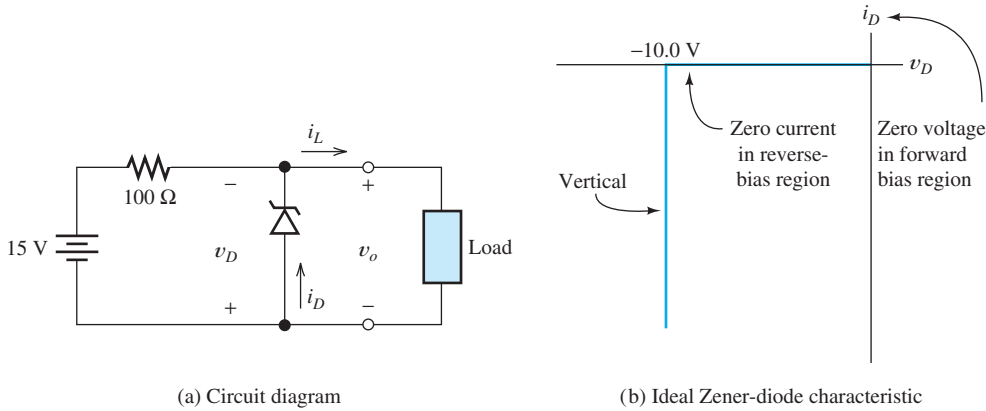 i_D
−10.0 V
v_D
i_L
Zero current
in reverse-
bias region
Zero voltage
in forward
bias region
Vertical
100 Ω
−
+
15 V
v_D
v_o
Load
i_D
+
−
(a) Circuit diagram
(b) Ideal Zener-diode characteristic